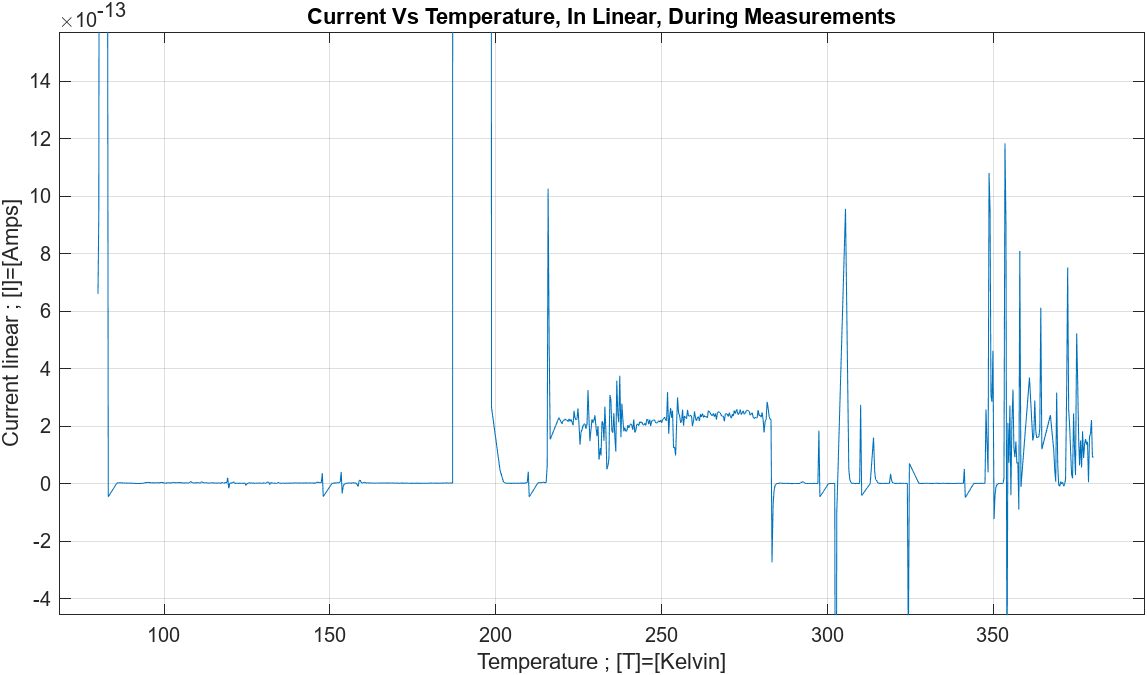 ×10-13
Current Vs Temperature, In Linear, During Measurements
14
12
10
8
6
4
2
0
-2
-4
Current linear ; [I]=[Amps]
100 150 200 250 300 350
Temperature ; [T]=[Kelvin]